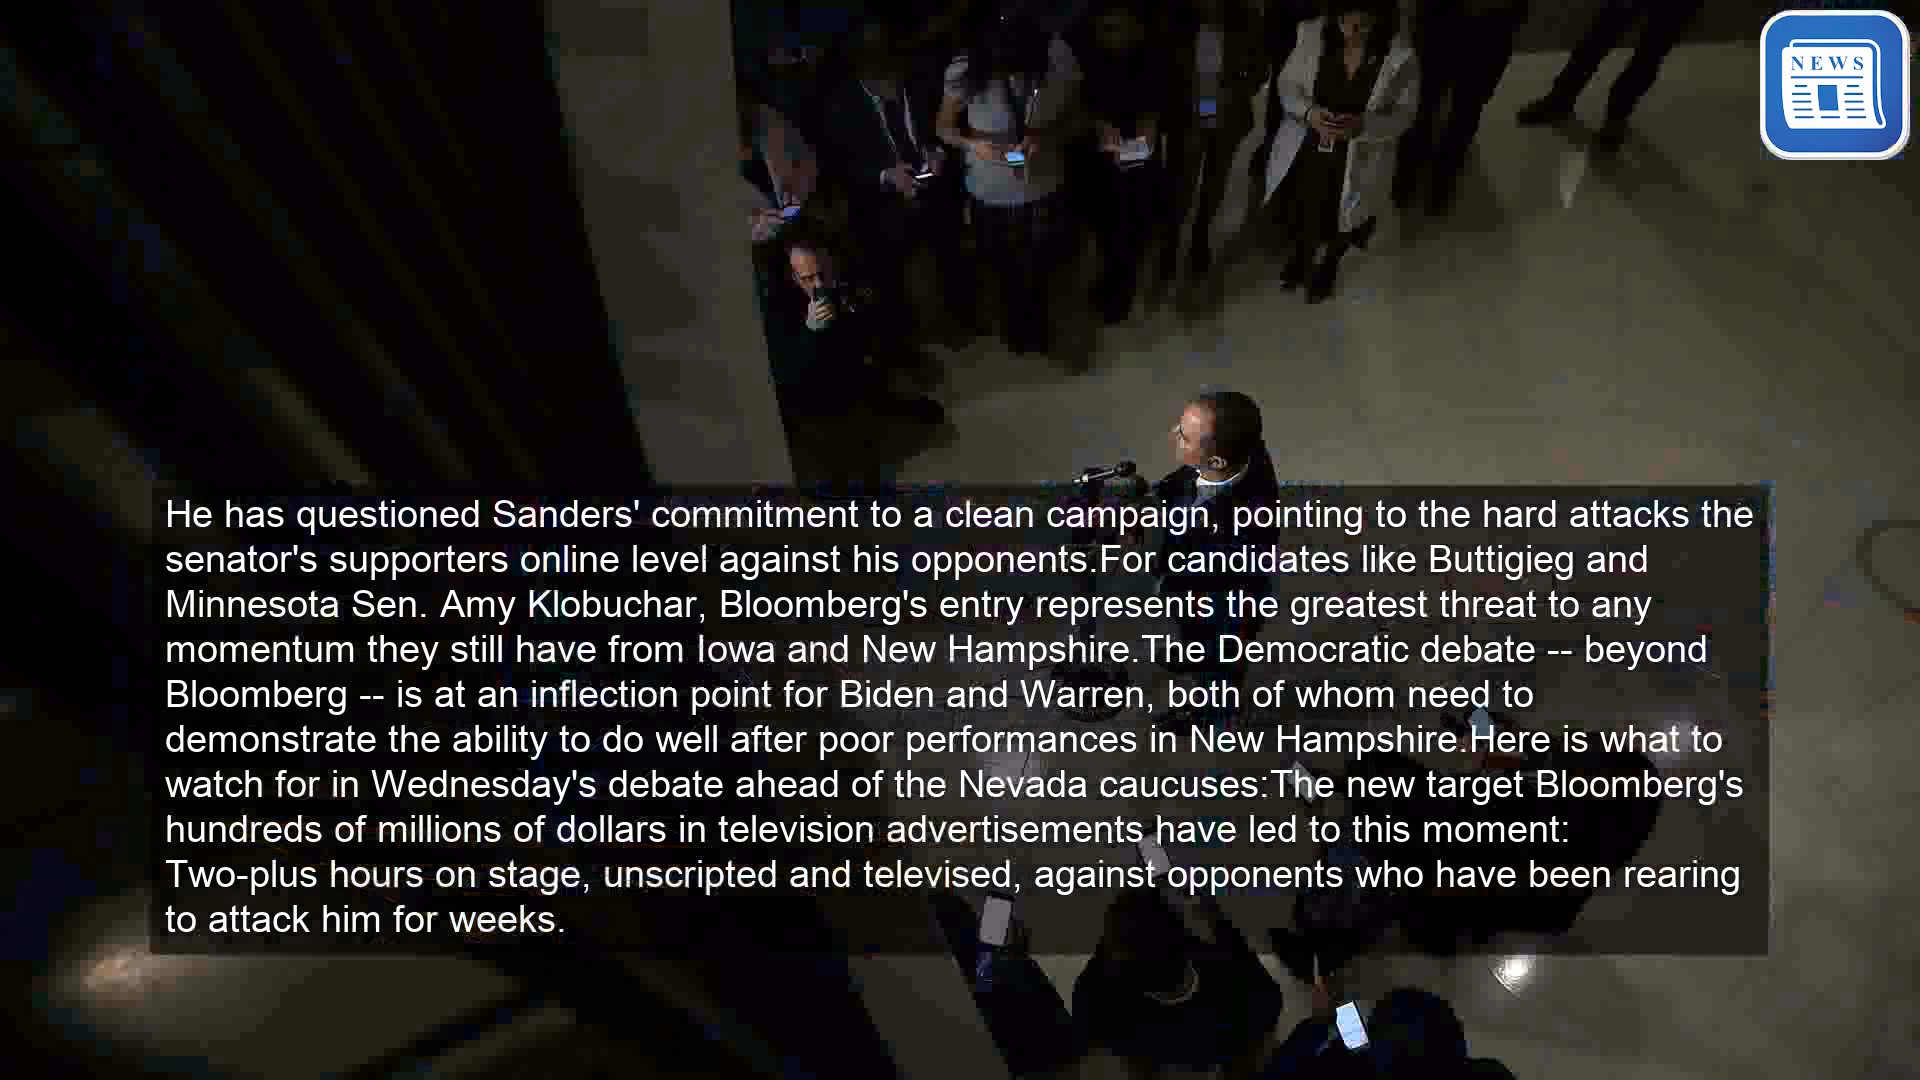 NEWS
He has questioned Sanders' commitment to a clean campaign, pointing to the hard attacks the
senator's supporters online level against his opponents.For candidates like Buttigieg and
Minnesota Sen. Amy Klobuchar, Bloomberg's entry represents the greatest threat to any
momentum they still have from Iowa and New Hampshire.The Democratic debate -- beyond
Bloomberg -- is at an inflection point for Biden and Warren, both of whom need to
demonstrate the ability to do well after poor performances in New Hampshire.Here is what to
watch for in Wednesday's debate ahead of the Nevada caucuses:The new target Bloomberg's
hundreds of millions of dollars in television advertisements have led to this moment:
Two-plus hours on stage, unscripted and televised, against opponents who have been rearing
to attack him for weeks.